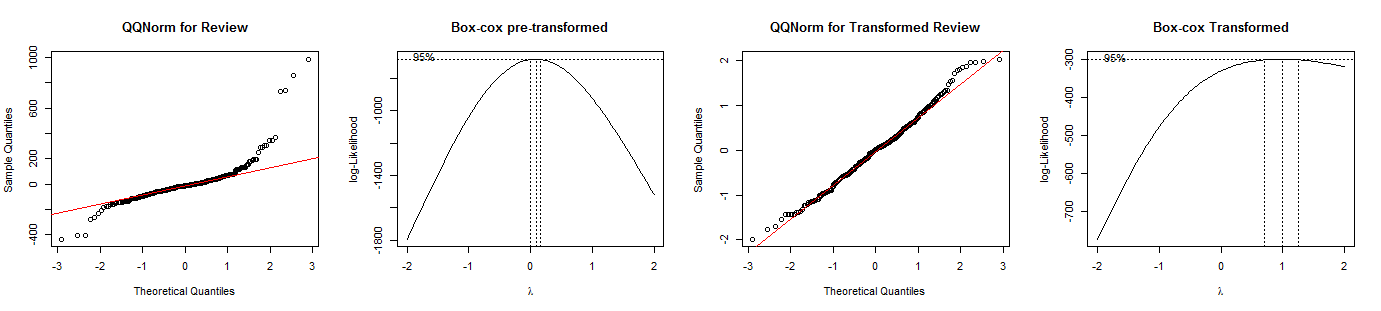 QQNorm for Review
Sample Quantiles
-400 0 200 600 1000
-3 -2 -1 0 1 2 3
Theoretical Quantiles
Box-cox pre-transformed
log-Likelihood
-1800 -1400 -1000
95%
-2 -1 0 1 2
λ
QQNorm for Transformed Review
Sample Quantiles
-2 -1 0 1 2
-3 -2 -1 0 1 2 3
Theoretical Quantiles
Box-cox Transformed
log-Likelihood
-700 -600 -500 -400 -300
95%
-2 -1 0 1 2
λ